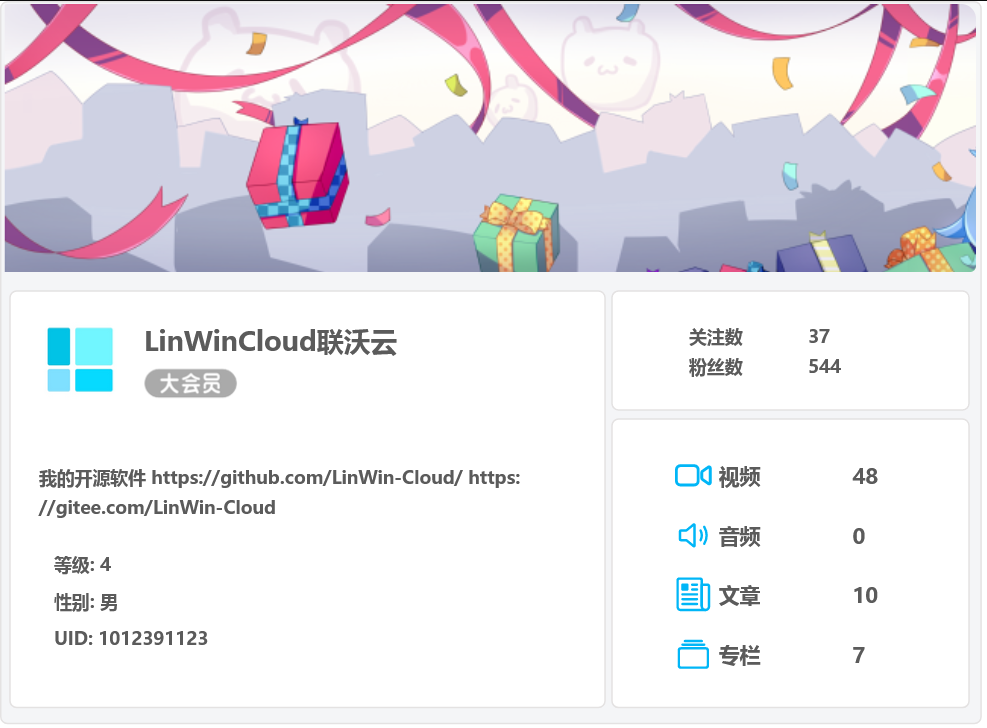 LinWinCloud联沃云
大会员
我的开源软件 https://github.com/LinWin-Cloud/ https:
//gitee.com/LinWin-Cloud
等级: 4
性别: 男
UID: 1012391123
关注数 37
粉丝数 544
视频 48
音频 0
文章 10
专栏 7